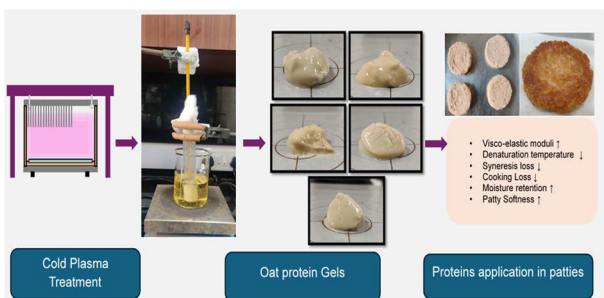 • Visco-elastic moduli ↑
• Denaturation temperature ↓
• Syneresis loss ↓
• Cooking Loss ↓
• Moisture retention ↑
• Patty Softness ↑
Cold Plasma
Treatment
Oat protein Gels
Proteins application in patties